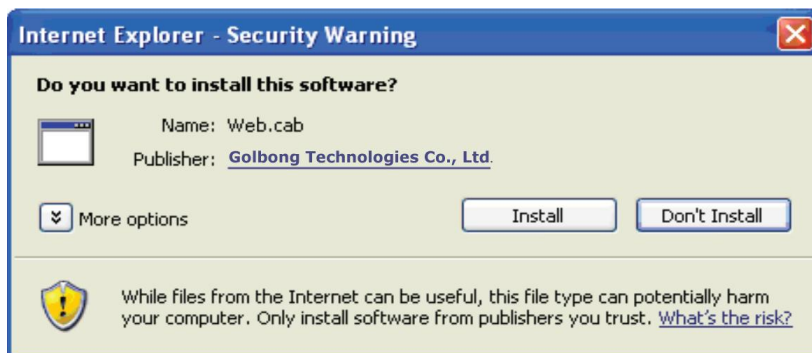 Internet Explorer - Security Warning
Do you want to install this software?
Name: Web.cab
Publisher: Golbong Technologies Co., Ltd.
More options
Install
Don't Install
While files from the Internet can be useful, this file type can potentially harm
your computer. Only install software from publishers you trust. What's the risk?